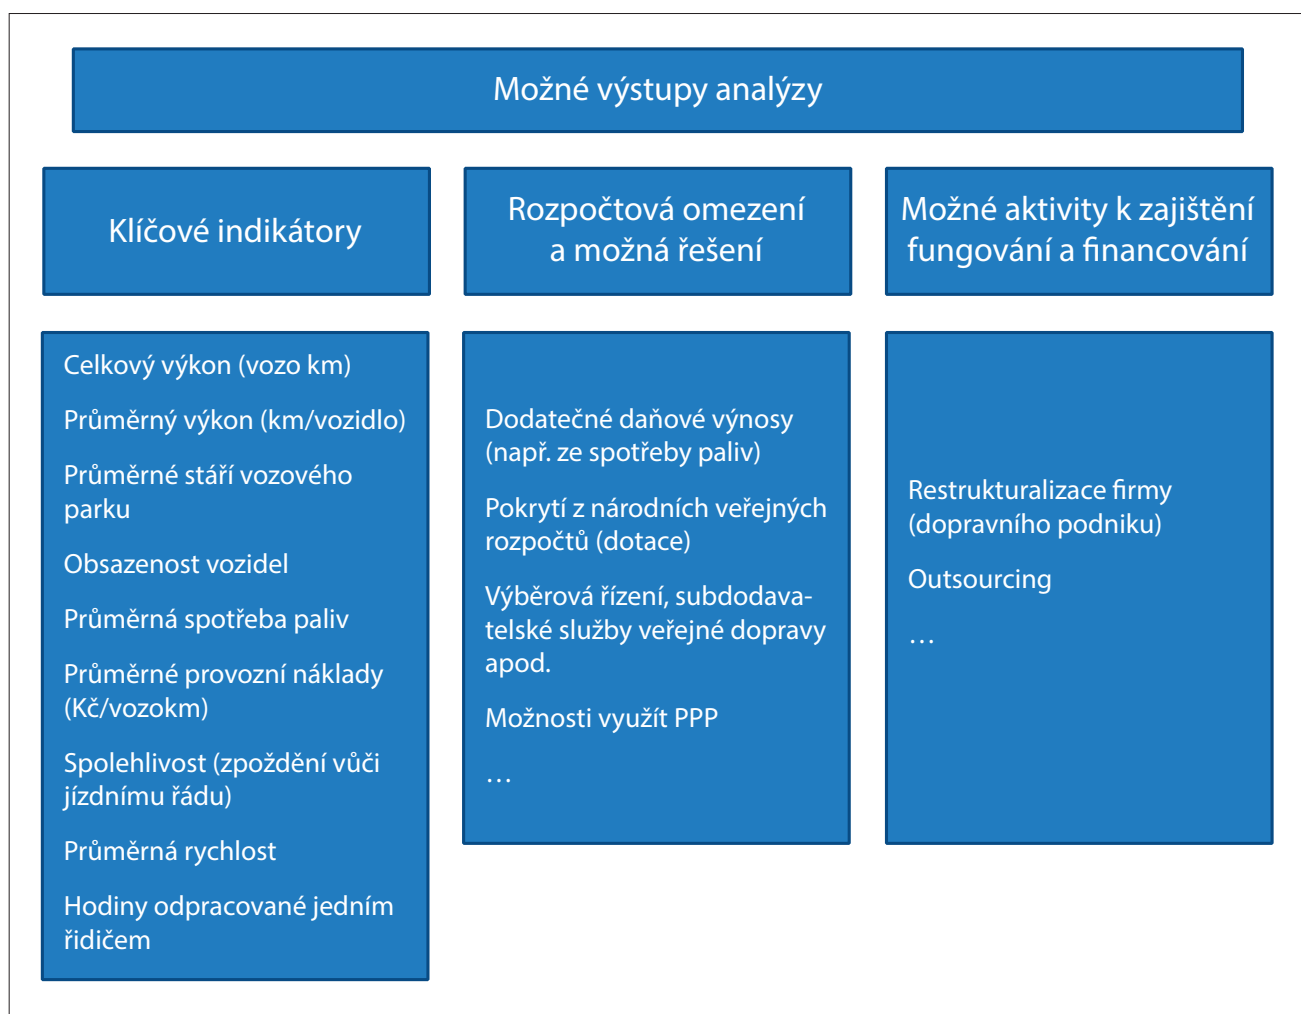 Možné výstupy analýzy
Klíčové indikátory
Rozpočtová omezení
a možná řešení
Možné aktivity k zajištění
fungování a financování
Celkový výkon (vozo km)
Průměrný výkon (km/vozidlo)
Průměrné stáří vozového
parku
Obsazenost vozidel
Průměrná spotřeba paliv
Průměrné provozní náklady
(Kč/vozokm)
Spolehlivost (zpoždění vůči
jízdnímu řádu)
Průměrná rychlost
Hodiny odpracované jedním
řidičem
Dodatečné daňové výnosy
(např. ze spotřeby paliv)
Pokrytí z národních veřejných
rozpočtů (dotace)
Výběrová řízení, subdodava-
telské služby veřejné dopravy
apod.
Možnosti využít PPP
…
Restrukturalizace firmy
(dopravního podniku)
Outsourcing
…